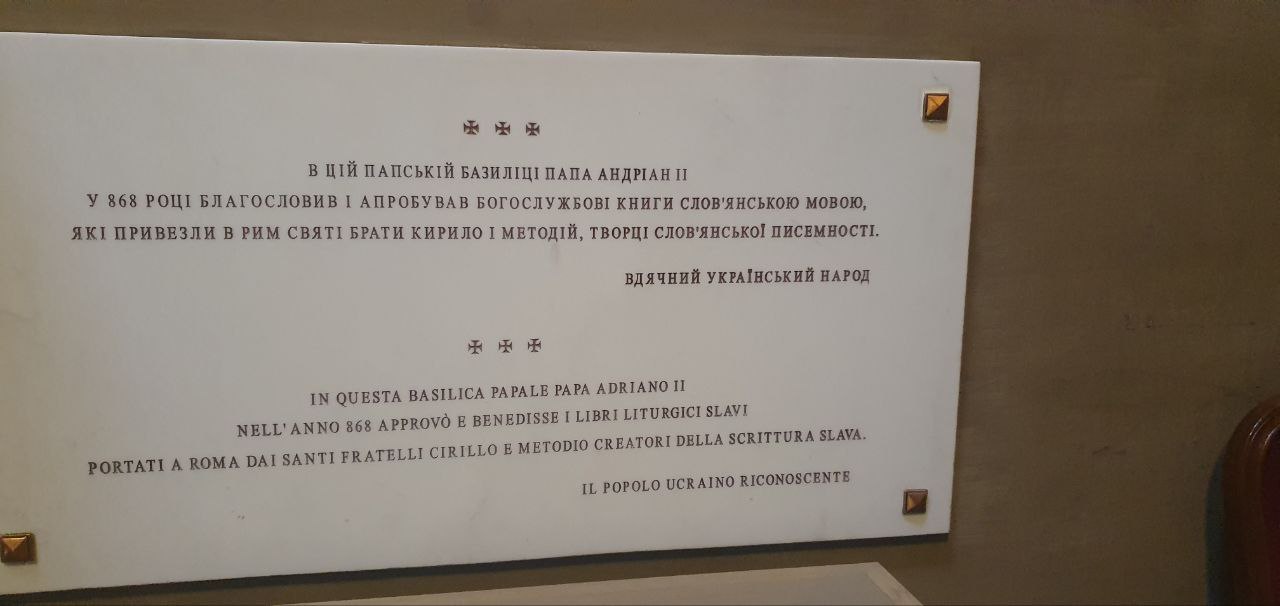 ✠ ✠ ✠
В ЦІЙ ПАПСЬКІЙ БАЗИЛІЦІ ПАПА АНДРІАН II
У 868 РОЦІ БЛАГОСЛОВИВ І АПРОБУВАВ БОГОСЛУЖБОВІ КНИГИ СЛОВ'ЯНСЬКОЮ МОВОЮ,
ЯКІ ПРИВЕЗЛИ В РИМ СВЯТІ БРАТИ КИРИЛО І МЕТОДІЙ, ТВОРЦІ СЛОВ'ЯНСЬКОЇ ПИСЕМНОСТІ.
ВДЯЧНИЙ УКРАЇНСЬКИЙ НАРОД
✠ ✠ ✠
IN QUESTA BASILICA PAPALE PAPA ADRIANO II
NELL'ANNO 868 APPROVÒ E BENEDISSE I LIBRI LITURGICI SLAVI
PORTATI A ROMA DAI SANTI FRATELLI CIRILLO E METODIO CREATORI DELLA SCRITTURA SLAVA.
IL POPOLO UCRAINO RICONOSCENTE